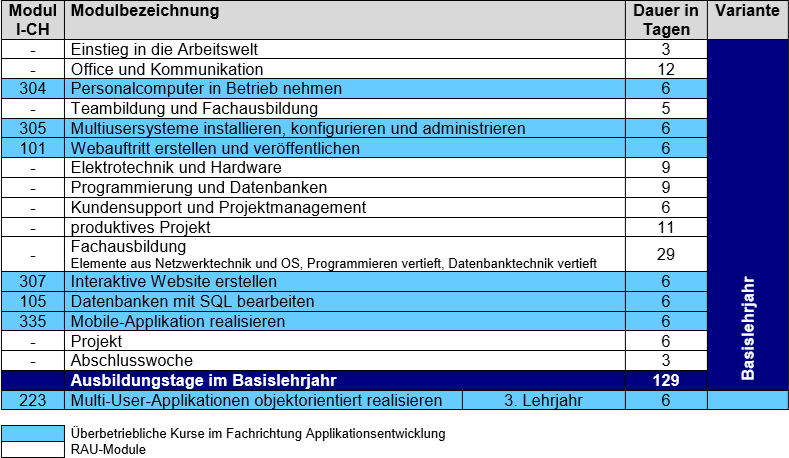 Modul I-CH Modulbezeichnung Dauer in Tagen Variante
- Einstieg in die Arbeitswelt 3
- Office und Kommunikation 12
304 Personalcomputer in Betrieb nehmen 6
- Teambildung und Fachausbildung 5
305 Multiusersysteme installieren, konfigurieren und administrieren 6
101 Webauftritt erstellen und veröffentlichen 6
- Elektrotechnik und Hardware 9
- Programmierung und Datenbanken 9
- Kundensupport und Projektmanagement 6
- produktives Projekt 11
- Fachausbildung 29
Elemente aus Netzwerktechnik und OS, Programmieren vertieft, Datenbanktechnik vertieft
307 Interaktive Website erstellen 6
105 Datenbanken mit SQL bearbeiten 6
335 Mobile-Applikation realisieren 6
- Projekt 6
- Abschlusswoche 3
Basislehrjahr
Ausbildungstage im Basislehrjahr 129
223 Multi-User-Applikationen objektorientiert realisieren 3. Lehrjahr 6
Überbetriebliche Kurse im Fachrichtung Applikationsentwicklung
RAU-Module